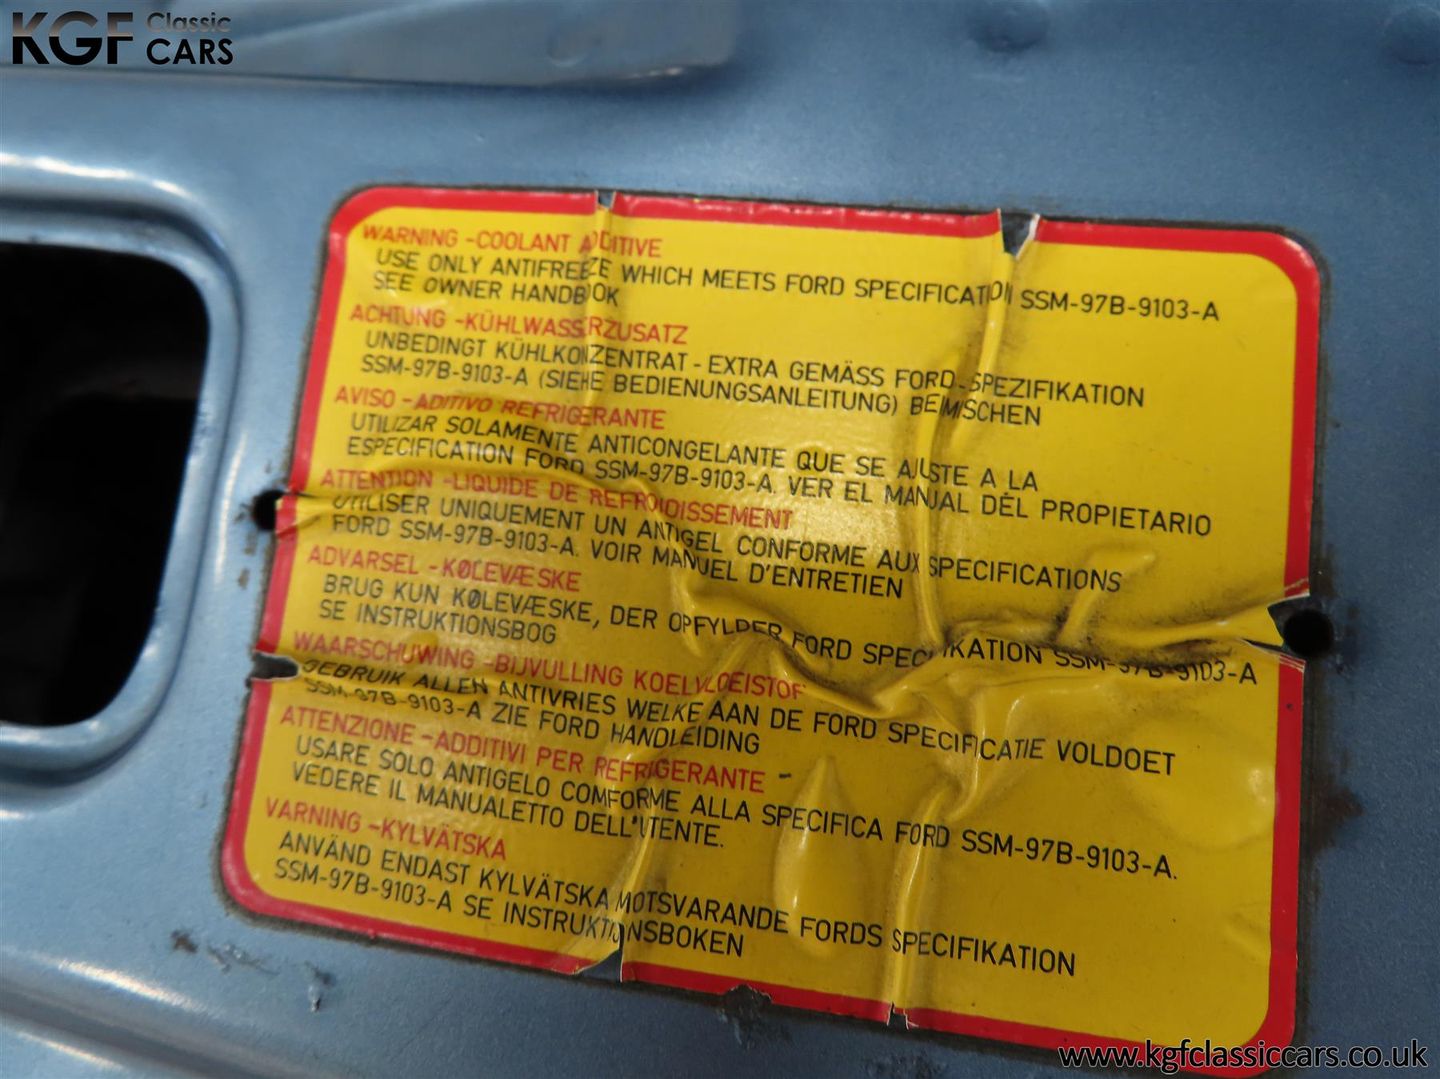 KGF Classic CARS
WARNING -COOLANT ADDITIVE
USE ONLY ANTIFREEZE WHICH MEETS FORD SPECIFICATION SSM-97B-9103-A
SEE OWNER HANDBOOK
ACHTUNG -KÜHLWASSERZUSATZ
UNBEDINGT KÜHLKONZENTRAT - EXTRA GEMÄSS FORD-SPEZIFIKATION
SSM-97B-9103-A (SIEHE BEDIENUNGSANLEITUNG) BEIMISCHEN
AVISO -ADITIVO REFRIGERANTE
UTILIZAR SOLAMENTE ANTICONGELANTE QUE SE AJUSTE A LA
ESPECIFICATION FORD SSM-97B-9103-A. VER EL MANUAL DEL PROPIETARIO
ATTENTION -LIQUIDE DE REFROIDISSEMENT
UTILISER UNIQUEMENT UN ANTIGEL CONFORME AUX SPECIFICATIONS
FORD SSM-97B-9103-A. VOIR MANUEL D'ENTRETIEN
ADVARSEL -KØLEVÆSKE
BRUG KUN KØLEVÆSKE, DER OPFYLDER FORD SPECIFIKATION SSM-97B-9103-A
SE INSTRUKTIONSBOG
WAARSCHUWING -BIJVULLING KOELVLOEISTOF
GEBRUIK ALLEN ANTIVRIES WELKE AAN DE FORD SPECIFICATIE VOLDOET
SSM-97B-9103-A ZIE FORD HANDLEIDING
ATTENZIONE -ADDITIVI PER REFRIGERANTE -
USARE SOLO ANTIGELO COMFORME ALLA SPECIFICA FORD SSM-97B-9103-A.
VEDERE IL MANUALETTO DELL'UTENTE.
VARNING -KYLVÄTSKA
ANVÄND ENDAST KYLVÄTSKA MOTSVARANDE FORDS SPECIFIKATION
SSM-97B-9103-A SE INSTRUKTIONSBOKEN
www.kgfclassiccars.co.uk